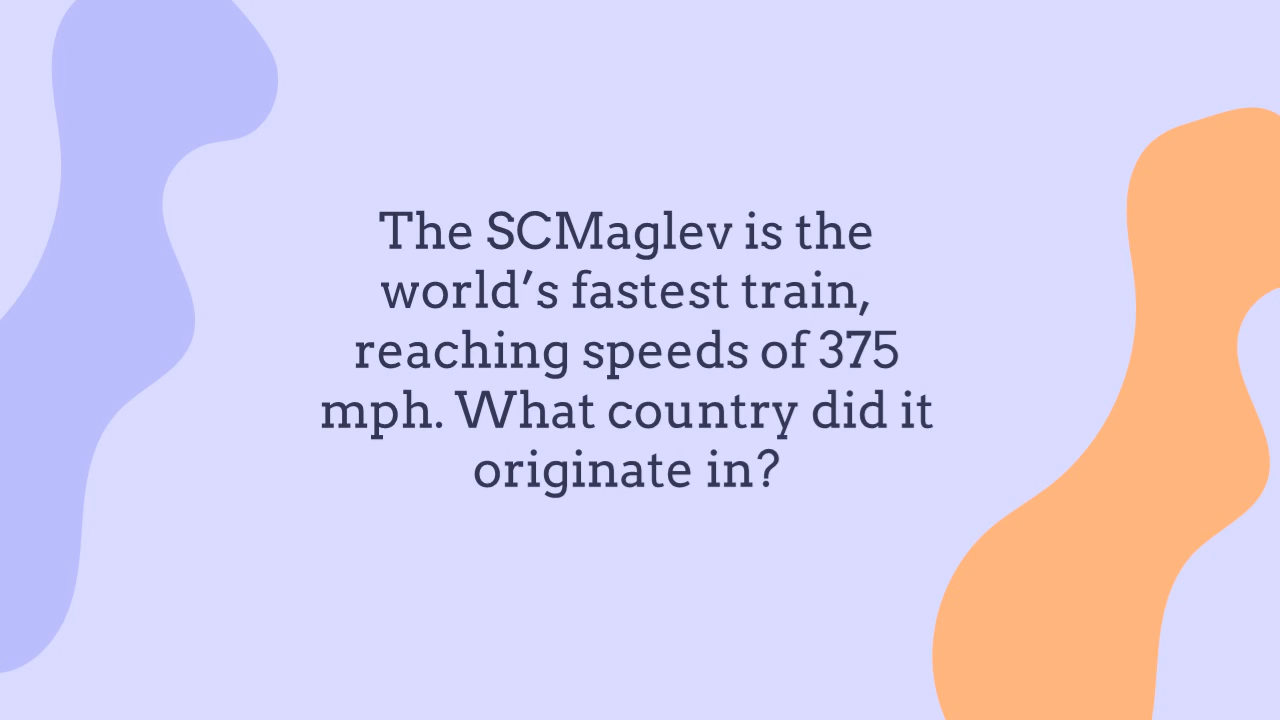 The SCMaglev is the
world’s fastest train,
reaching speeds of 375
mph. What country did it
originate in?